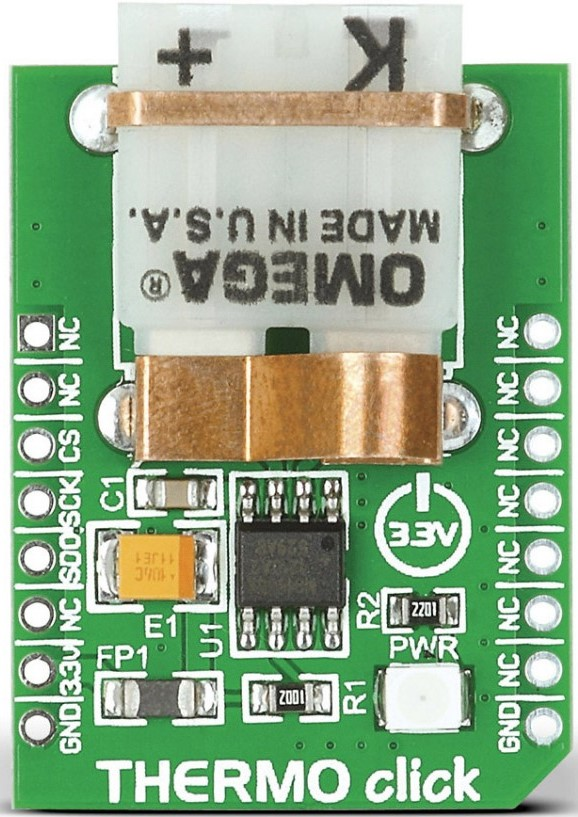 + K
MADE IN U.S.A.
OMEGA®
NC
NC
CS
SCK
SDO
NC
3.3V
GND
NC
NC
NC
NC
NC
NC
NC
GND
C1
3.3V
E1
U1
R2
2201
PWR
FP1
2001
R1
THERMO click